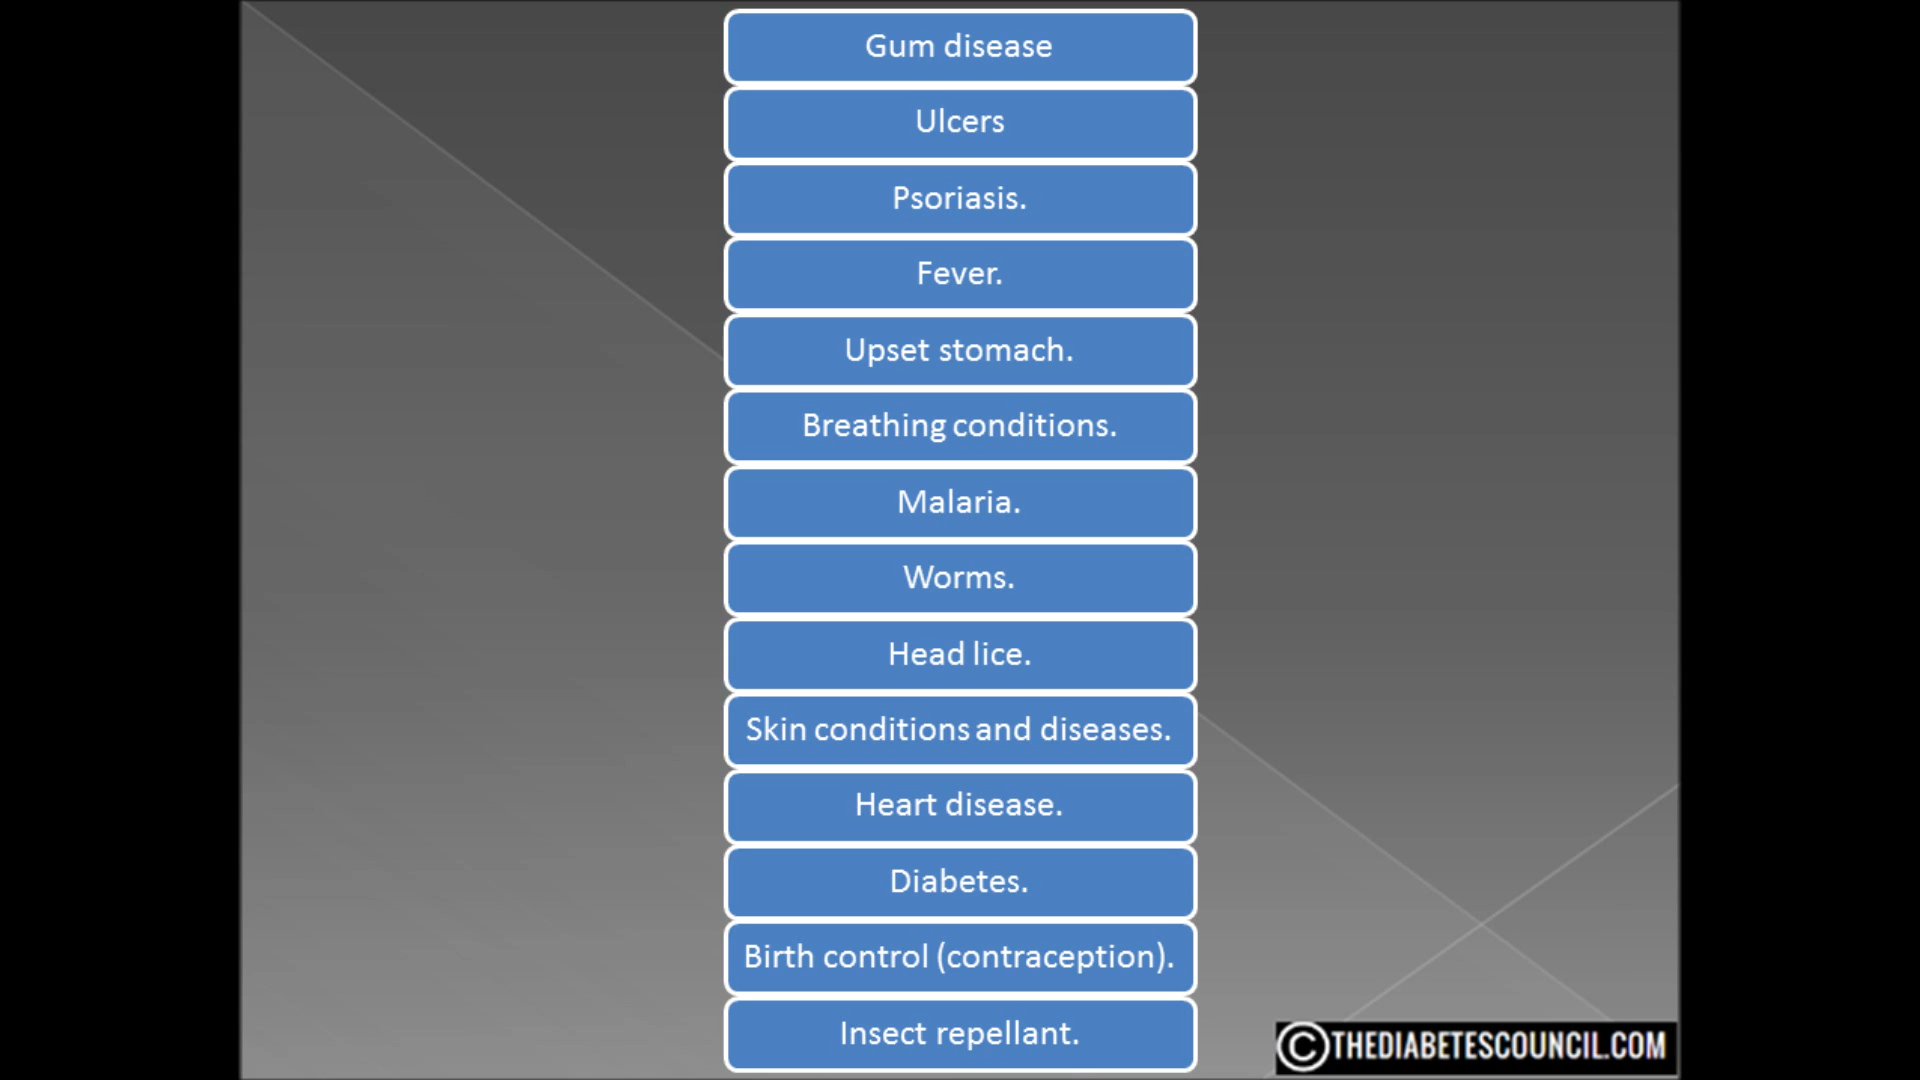 Gum disease
Ulcers
Psoriasis.
Fever.
Upset stomach.
Breathing conditions.
Malaria.
Worms.
Head lice.
Skin conditions and diseases.
Heart disease.
Diabetes.
Birth control (contraception).
Insect repellant.
©THEDIABETESCOUNCIL.COM